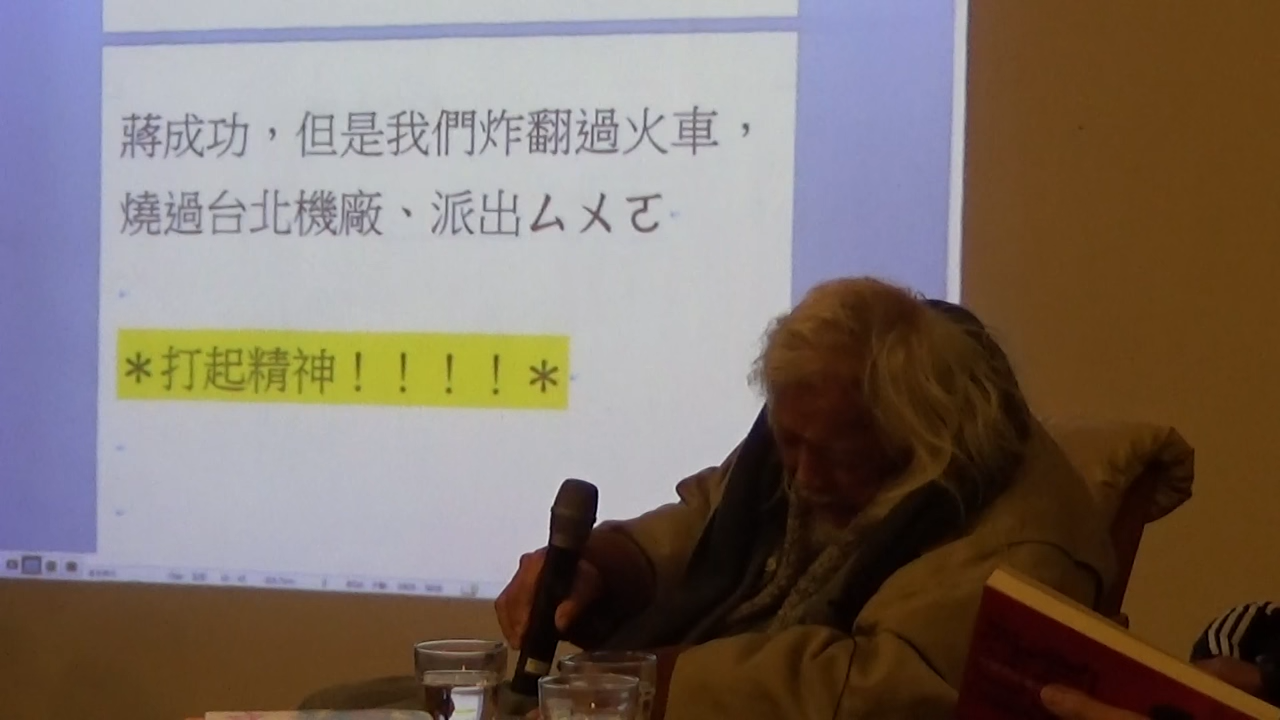 蔣成功，但是我們炸翻過火車，
燒過台北機廠、派出ㄙㄨㄛ
＊打起精神！！！！＊